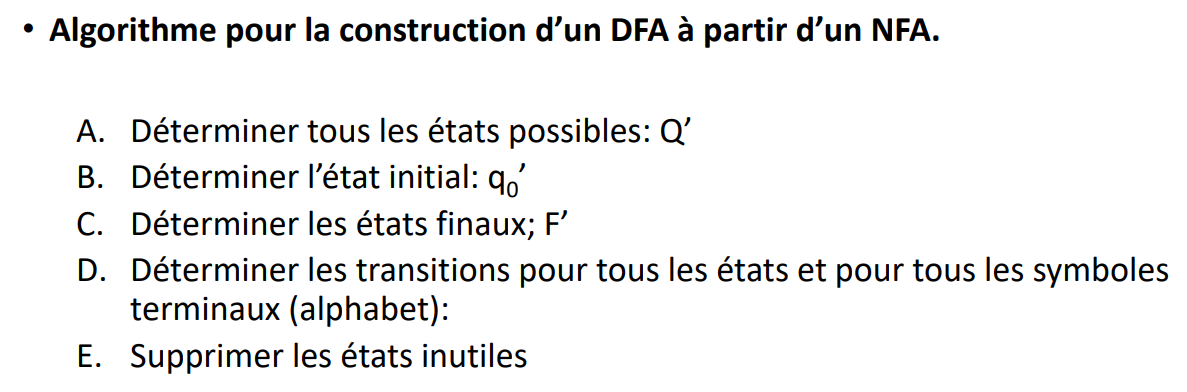 • Algorithme pour la construction d’un DFA à partir d’un NFA.
A. Déterminer tous les états possibles: Q’
B. Déterminer l’état initial: q₀’
C. Déterminer les états finaux; F’
D. Déterminer les transitions pour tous les états et pour tous les symboles
terminaux (alphabet):
E. Supprimer les états inutiles